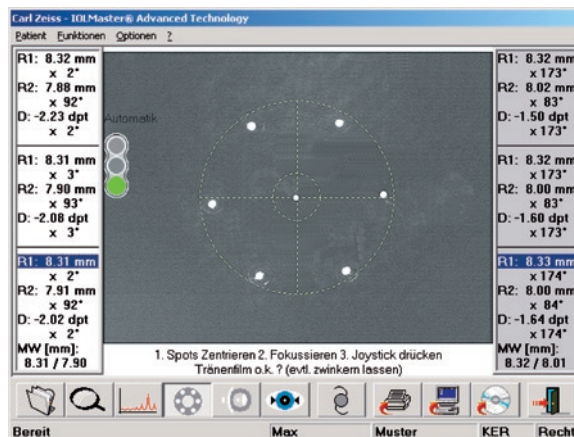 Carl Zeiss - IOLMaster® Advanced Technology
Patient Funktionen Optionen ?
R1: 8.32 mm
x 2°
R2: 7.88 mm
x 92°
D: -2.23 dpt
x 2°
R1: 8.31 mm
x 3°
R2: 7.90 mm
x 93°
D: -2.08 dpt
x 3°
R1: 8.31 mm
x 2°
R2: 7.91 mm
x 92°
D: -2.02 dpt
x 2°
MW [mm]:
8.31 / 7.90
Automatik
R1: 8.32 mm
x 173°
R2: 8.02 mm
x 83°
D: -1.50 dpt
x 173°
R1: 8.32 mm
x 173°
R2: 8.00 mm
x 83°
D: -1.60 dpt
x 173°
R1: 8.33 mm
x 174°
R2: 8.00 mm
x 84°
D: -1.64 dpt
x 174°
MW [mm]:
8.32 / 8.01
1. Spots Zentrieren 2. Fokussieren 3. Joystick drücken
Tränenfilm o.k. ? (evtl. zwinkern lassen)
Bereit Max Muster KER Recht